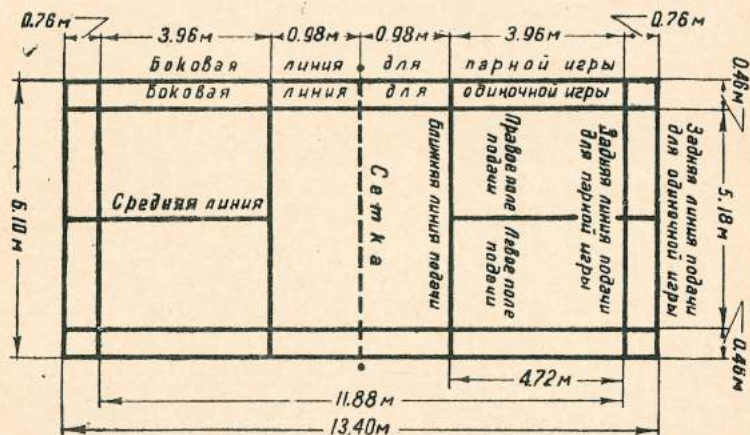 0.76м
0.76м
3.96м
0.98м
0.98м
3.96м
Боковая линия для парной игры
Боковая линия для одиночной игры
0.46м
6.10м
Средняя линия
Сетка
Ближняя линия подачи
Правое поле подачи
Левое поле подачи
Задняя линия подачи
для парной игры
Задняя линия подачи
для одиночной игры
5.18м
0.46м
4.72м
11.88м
13.40м